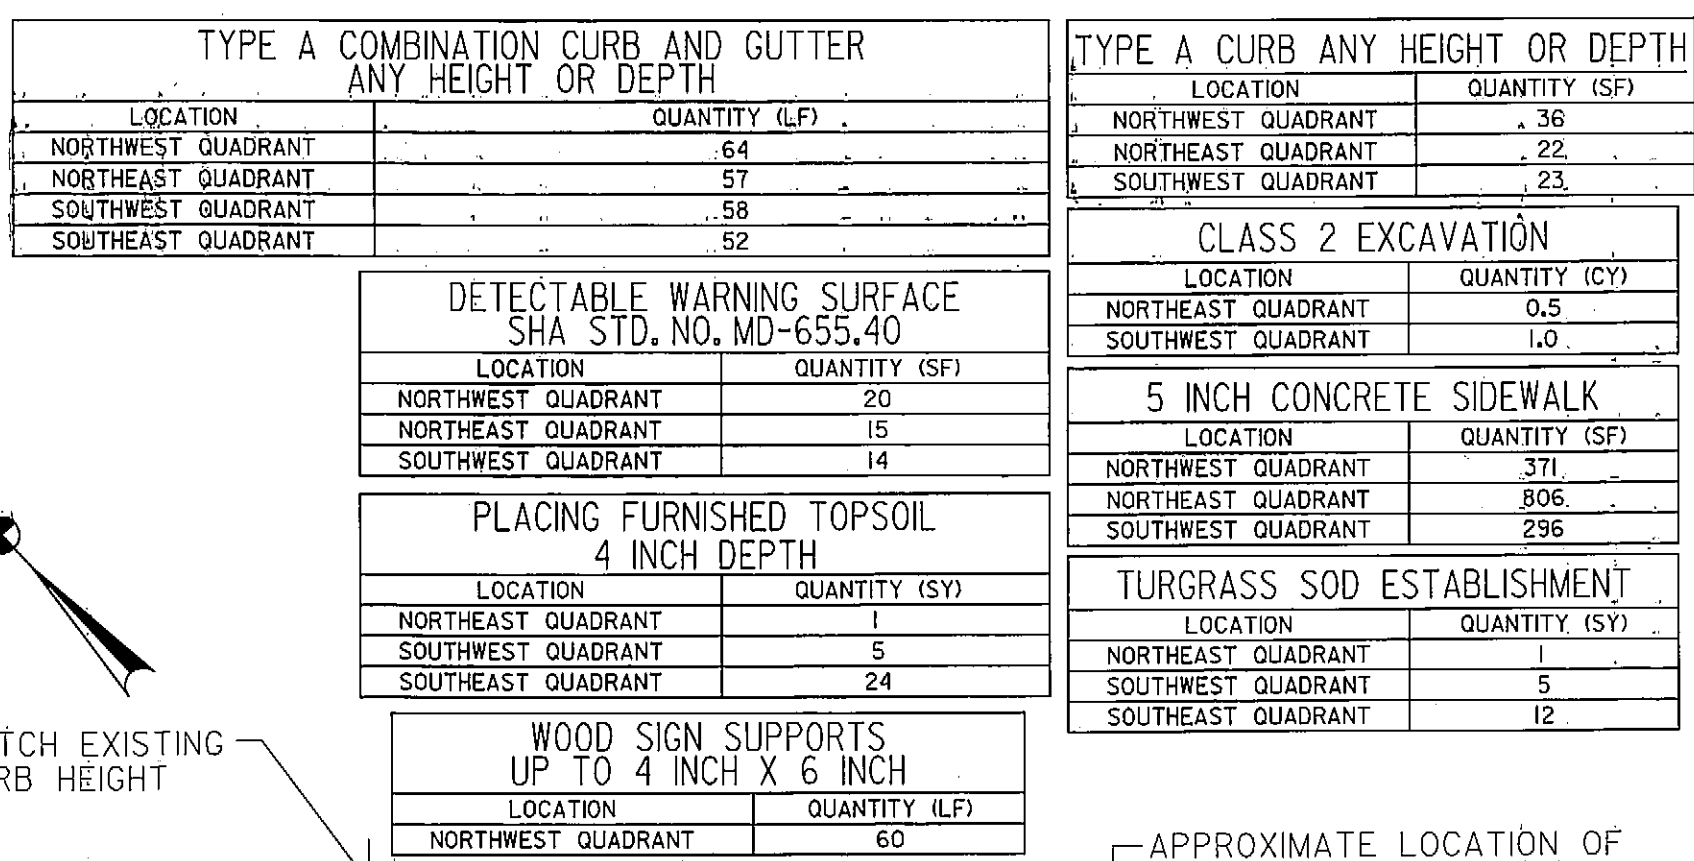 TYPE A COMBINATION CURB AND GUTTER
ANY HEIGHT OR DEPTH
LOCATION QUANTITY (LF)
NORTHWEST QUADRANT 64
NORTHEAST QUADRANT 57
SOUTHWEST QUADRANT 58
SOUTHEAST QUADRANT 52
TYPE A CURB ANY HEIGHT OR DEPTH
LOCATION QUANTITY (SF)
NORTHWEST QUADRANT 36
NORTHEAST QUADRANT 22
SOUTHWEST QUADRANT 23
CLASS 2 EXCAVATION
LOCATION QUANTITY (CY)
NORTHEAST QUADRANT 0.5
SOUTHWEST QUADRANT 1.0
DETECTABLE WARNING SURFACE
SHA STD. NO. MD-655.40
LOCATION QUANTITY (SF)
NORTHWEST QUADRANT 20
NORTHEAST QUADRANT 15
SOUTHWEST QUADRANT 14
5 INCH CONCRETE SIDEWALK
LOCATION QUANTITY (SF)
NORTHWEST QUADRANT 371
NORTHEAST QUADRANT 806
SOUTHWEST QUADRANT 296
PLACING FURNISHED TOPSOIL
4 INCH DEPTH
LOCATION QUANTITY (SY)
NORTHEAST QUADRANT 1
SOUTHWEST QUADRANT 5
SOUTHEAST QUADRANT 24
TURGRASS SOD ESTABLISHMENT
LOCATION QUANTITY (SY)
NORTHEAST QUADRANT 1
SOUTHWEST QUADRANT 5
SOUTHEAST QUADRANT 12
WOOD SIGN SUPPORTS
UP TO 4 INCH X 6 INCH
LOCATION QUANTITY (LF)
NORTHWEST QUADRANT 60
TCH EXISTING
RB HEIGHT
APPROXIMATE LOCATION OF